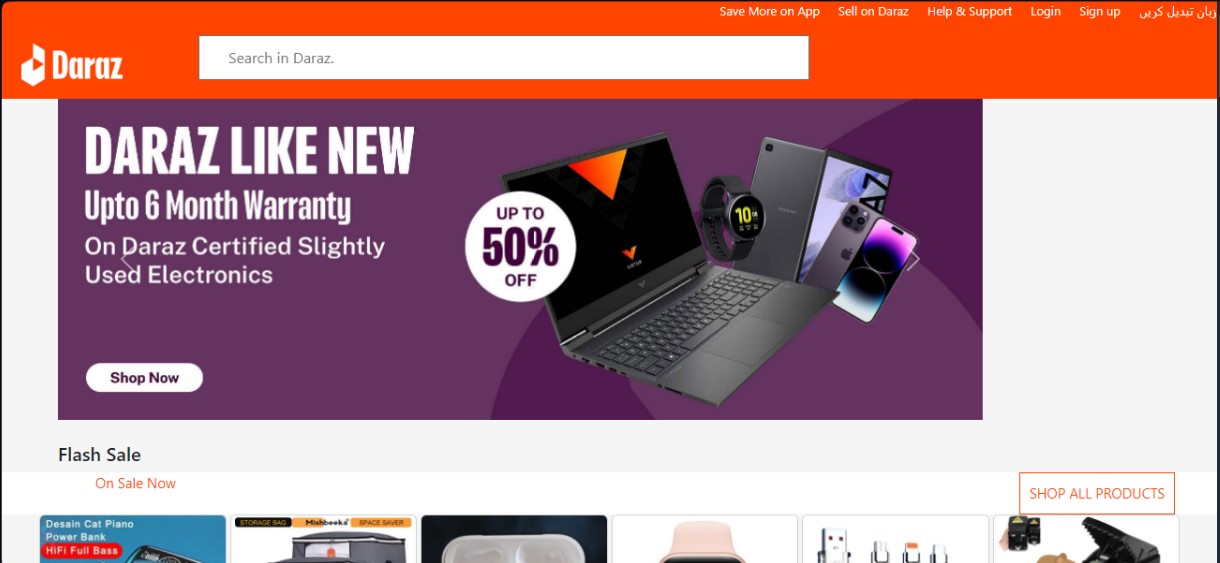 Save More on App Sell on Daraz Help & Support Login Sign up زبان تبدیل کریں
Daraz
Search in Daraz.
DARAZ LIKE NEW
Upto 6 Month Warranty
On Daraz Certified Slightly
Used Electronics
UP TO
50%
OFF
Shop Now
Flash Sale
On Sale Now
SHOP ALL PRODUCTS
Desain Cat Piano
Power Bank
HiFi Full Bass
STORAGE BAG Mishbeeka SPACE SAVER